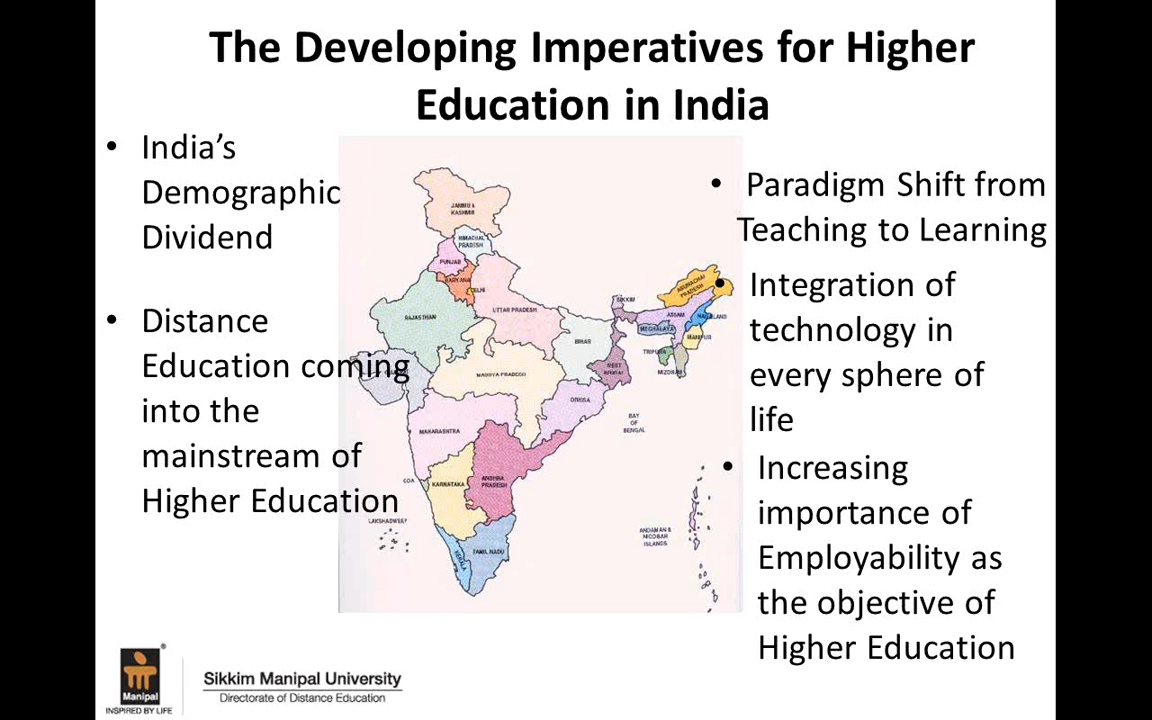 The Developing Imperatives for Higher
Education in India
• India’s
Demographic
Dividend
• Distance
Education coming
into the
mainstream of
Higher Education
• Paradigm Shift from
Teaching to Learning
• Integration of
technology in
every sphere of
life
• Increasing
importance of
Employability as
the objective of
Higher Education
JAMMU &
KASHMIR
HIMACHAL
PRADESH
PUNJAB
HARYANA
DELHI
RAJASTHAN
UTTAR PRADESH
SIKKIM
ARUNACHAL
PRADESH
ASSAM
NAGALAND
MEGHALAYA
MANIPUR
TRIPURA
MIZORAM
BIHAR
WEST
BENGAL
MADHYA PRADESH
ORISSA
BAY
OF
BENGAL
MAHARASHTRA
GOA
KARNATAKA
ANDHRA
PRADESH
LAKSHADWEEP
KERALA
TAMIL NADU
ANDAMAN &
NICOBAR
ISLANDS
®
Manipal
INSPIRED BY LIFE
Sikkim Manipal University
Directorate of Distance Education